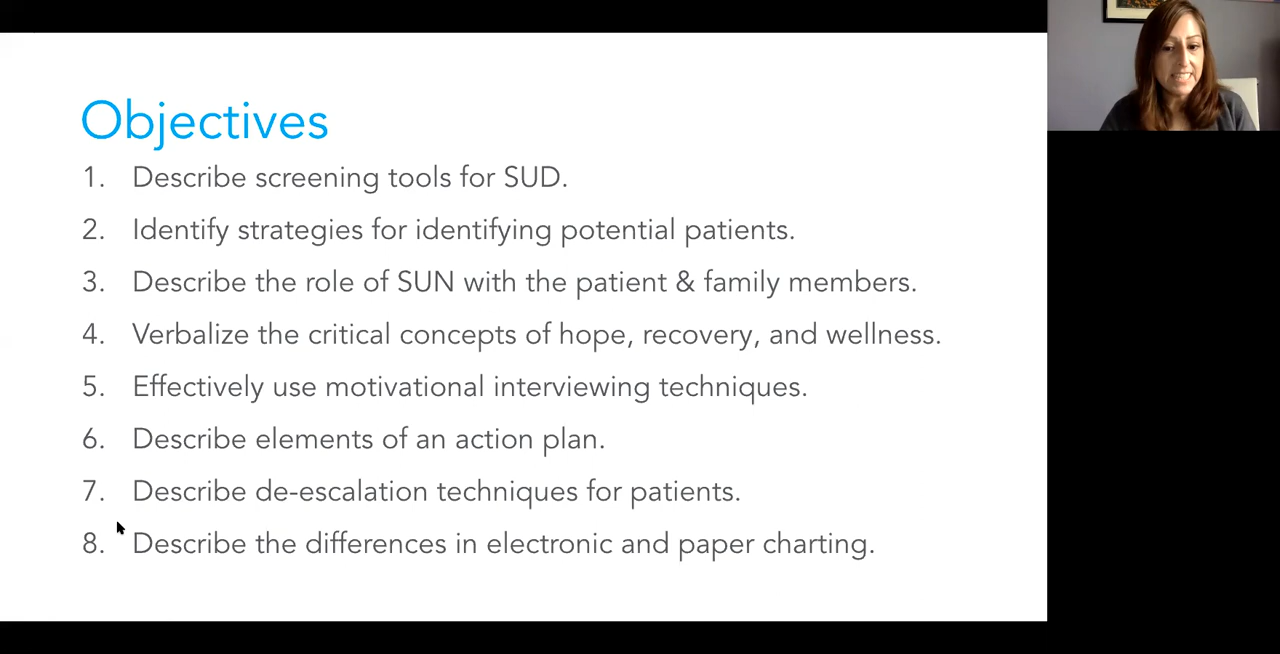 Objectives
1. Describe screening tools for SUD.
2. Identify strategies for identifying potential patients.
3. Describe the role of SUN with the patient & family members.
4. Verbalize the critical concepts of hope, recovery, and wellness.
5. Effectively use motivational interviewing techniques.
6. Describe elements of an action plan.
7. Describe de-escalation techniques for patients.
8. Describe the differences in electronic and paper charting.